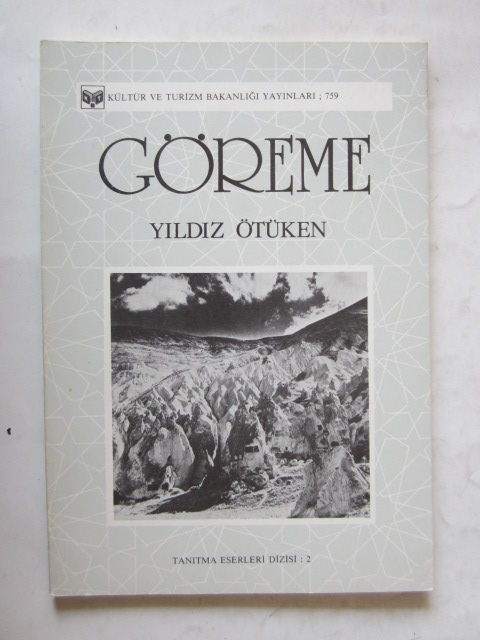 KÜLTÜR VE TURİZM BAKANLIĞI YAYINLARI ; 759
GÖREME
YILDIZ ÖTÜKEN
TANITMA ESERLERİ DİZİSİ : 2